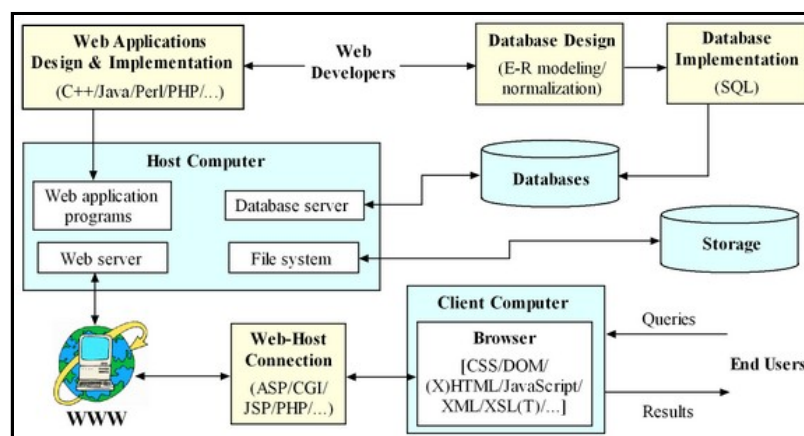 Web Applications
Design & Implementation
(C++/Java/Perl/PHP/...)
Web
Developers
Database Design
(E-R modeling/
normalization)
Database
Implementation
(SQL)
Host Computer
Web application
programs
Database server
Web server
File system
Databases
Storage
WWW
Web-Host
Connection
(ASP/CGI/
JSP/PHP/...)
Client Computer
Browser
[CSS/DOM/
(X)HTML/JavaScript/
XML/XSL(T)/...]
Queries
End Users
Results